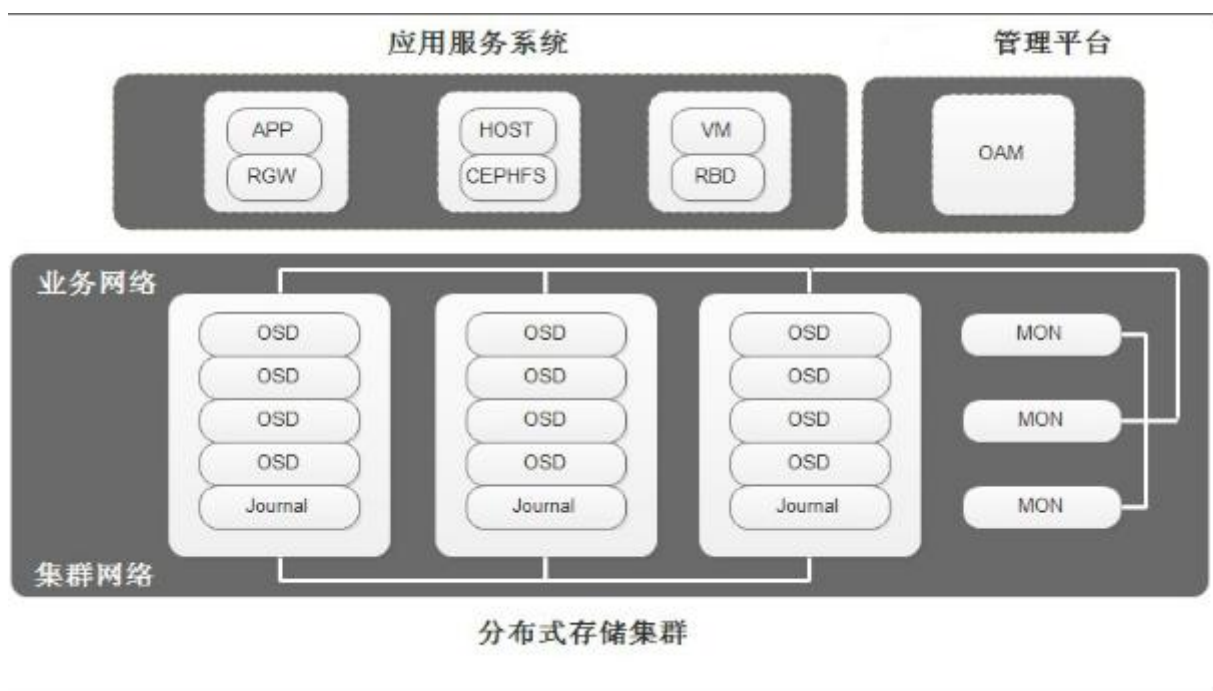 应用服务系统
管理平台
APP
HOST
VM
OAM
RGW
CEPHFS
RBD
业务网络
OSD
OSD
OSD
MON
OSD
OSD
OSD
OSD
OSD
OSD
MON
OSD
OSD
OSD
Journal
Journal
Journal
MON
集群网络
分布式存储集群